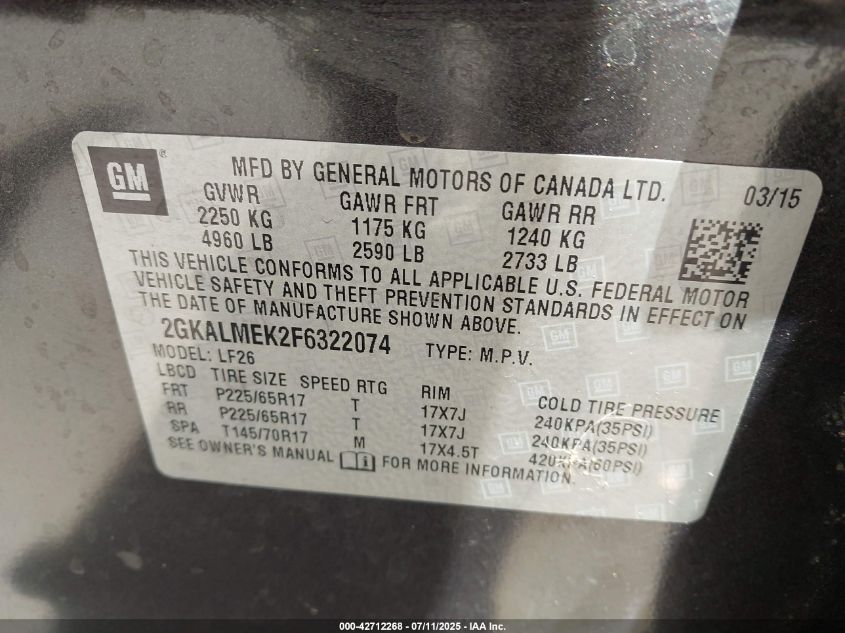 GM ®
MFD BY GENERAL MOTORS OF CANADA LTD. 03/15
GVWR GAWR FRT GAWR RR
2250 KG 1175 KG 1240 KG
4960 LB 2590 LB 2733 LB
THIS VEHICLE CONFORMS TO ALL APPLICABLE U.S. FEDERAL MOTOR
VEHICLE SAFETY AND THEFT PREVENTION STANDARDS IN EFFECT ON
THE DATE OF MANUFACTURE SHOWN ABOVE.
2GKALMEK2F6322074 TYPE: M.P.V.
MODEL: LF26
LBCD TIRE SIZE SPEED RTG RIM COLD TIRE PRESSURE
FRT P225/65R17 T 17X7J 240KPA(35PSI)
RR P225/65R17 T 17X7J 240KPA(35PSI)
SPA T145/70R17 M 17X4.5T 420KPA(60PSI)
SEE OWNER'S MANUAL FOR MORE INFORMATION.
000-42712268 - 07/11/2025 - IAA Inc.